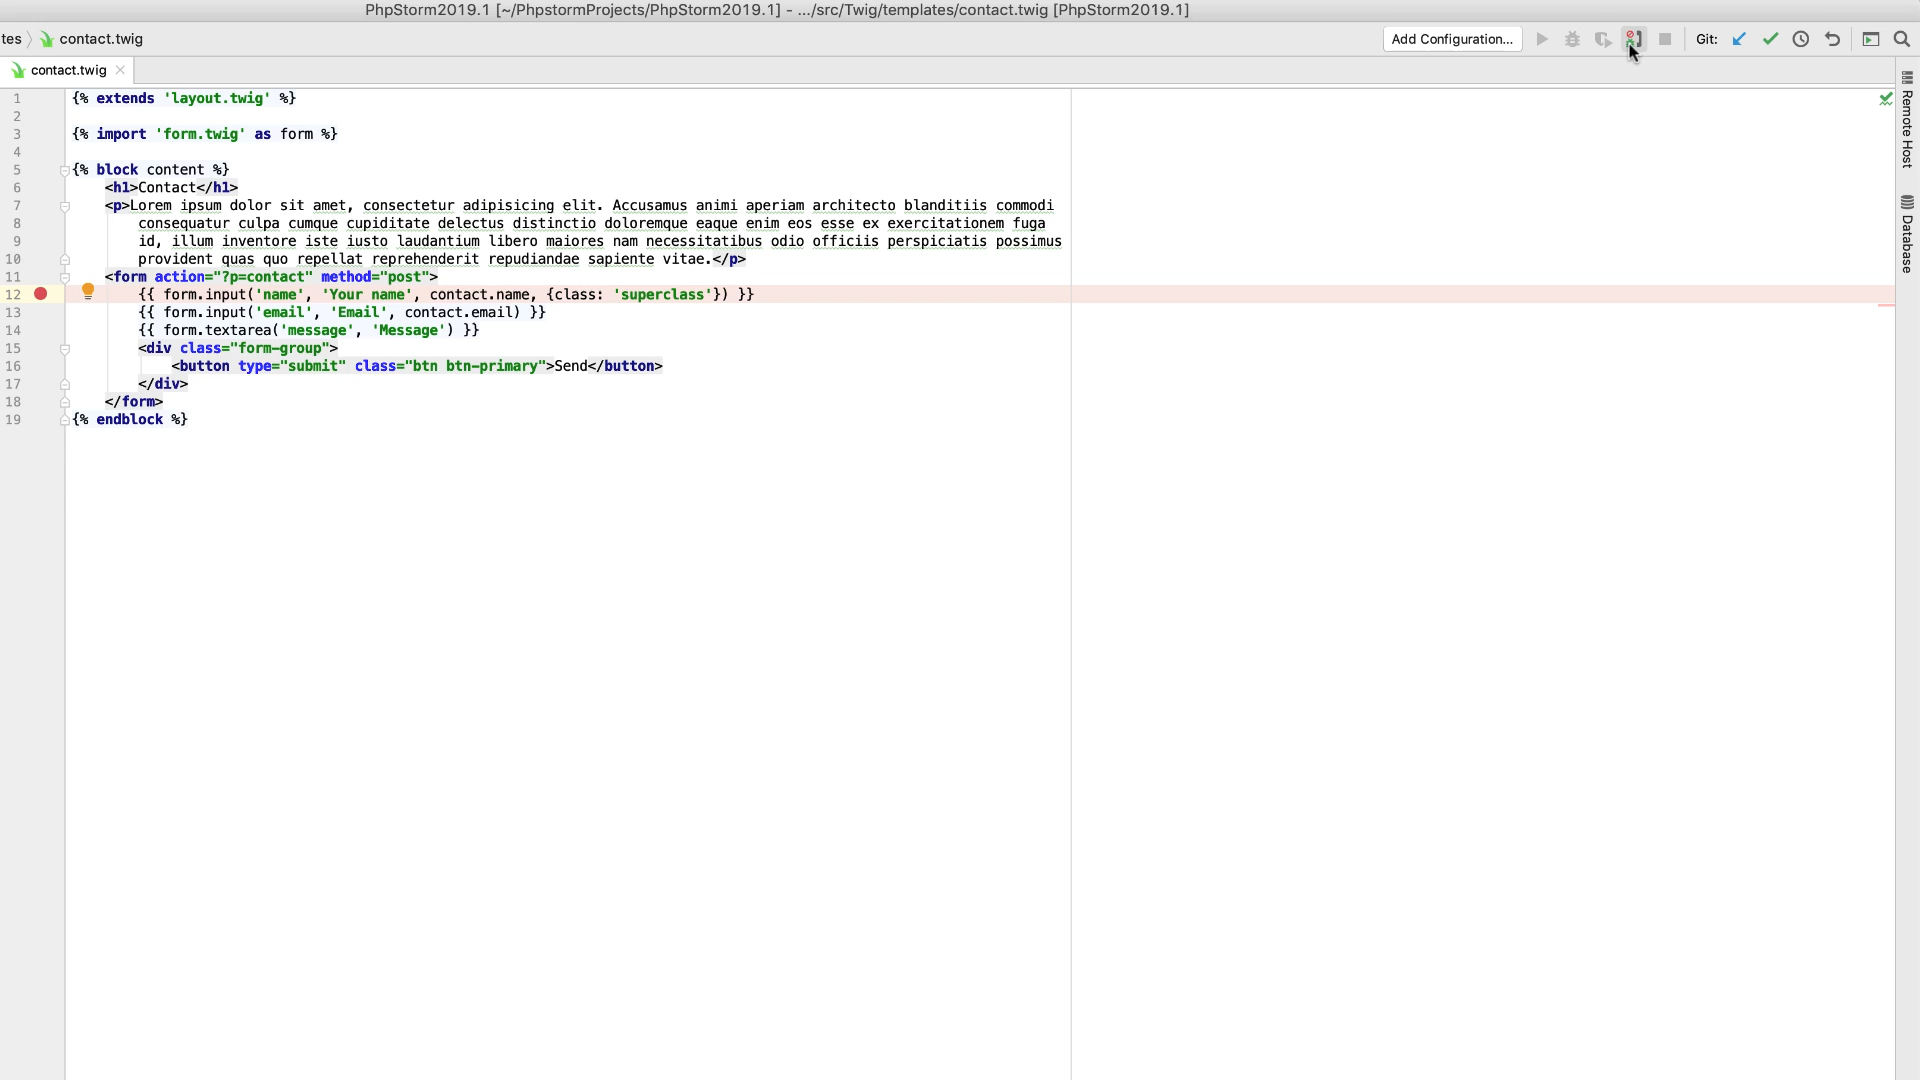 PhpStorm2019.1 [~/PhpstormProjects/PhpStorm2019.1] - .../src/Twig/templates/contact.twig [PhpStorm2019.1]
tes contact.twig Add Configuration... Git:
contact.twig
1 {% extends 'layout.twig' %}
2
3 {% import 'form.twig' as form %}
4
5 {% block content %}
6 <h1>Contact</h1>
7 <p>Lorem ipsum dolor sit amet, consectetur adipisicing elit. Accusamus animi aperiam architecto blanditiis commodi
8 consequatur culpa cumque cupiditate delectus distinctio doloremque eaque enim eos esse ex exercitationem fuga
9 id, illum inventore iste iusto laudantium libero maiores nam necessitatibus odio officiis perspiciatis possimus
10 provident quas quo repellat reprehenderit repudiandae sapiente vitae.</p>
11 <form action="?p=contact" method="post">
12 {{ form.input('name', 'Your name', contact.name, {class: 'superclass'}) }}
13 {{ form.input('email', 'Email', contact.email) }}
14 {{ form.textarea('message', 'Message') }}
15 <div class="form-group">
16 <button type="submit" class="btn btn-primary">Send</button>
17 </div>
18 </form>
19 {% endblock %}
Remote Host
Database